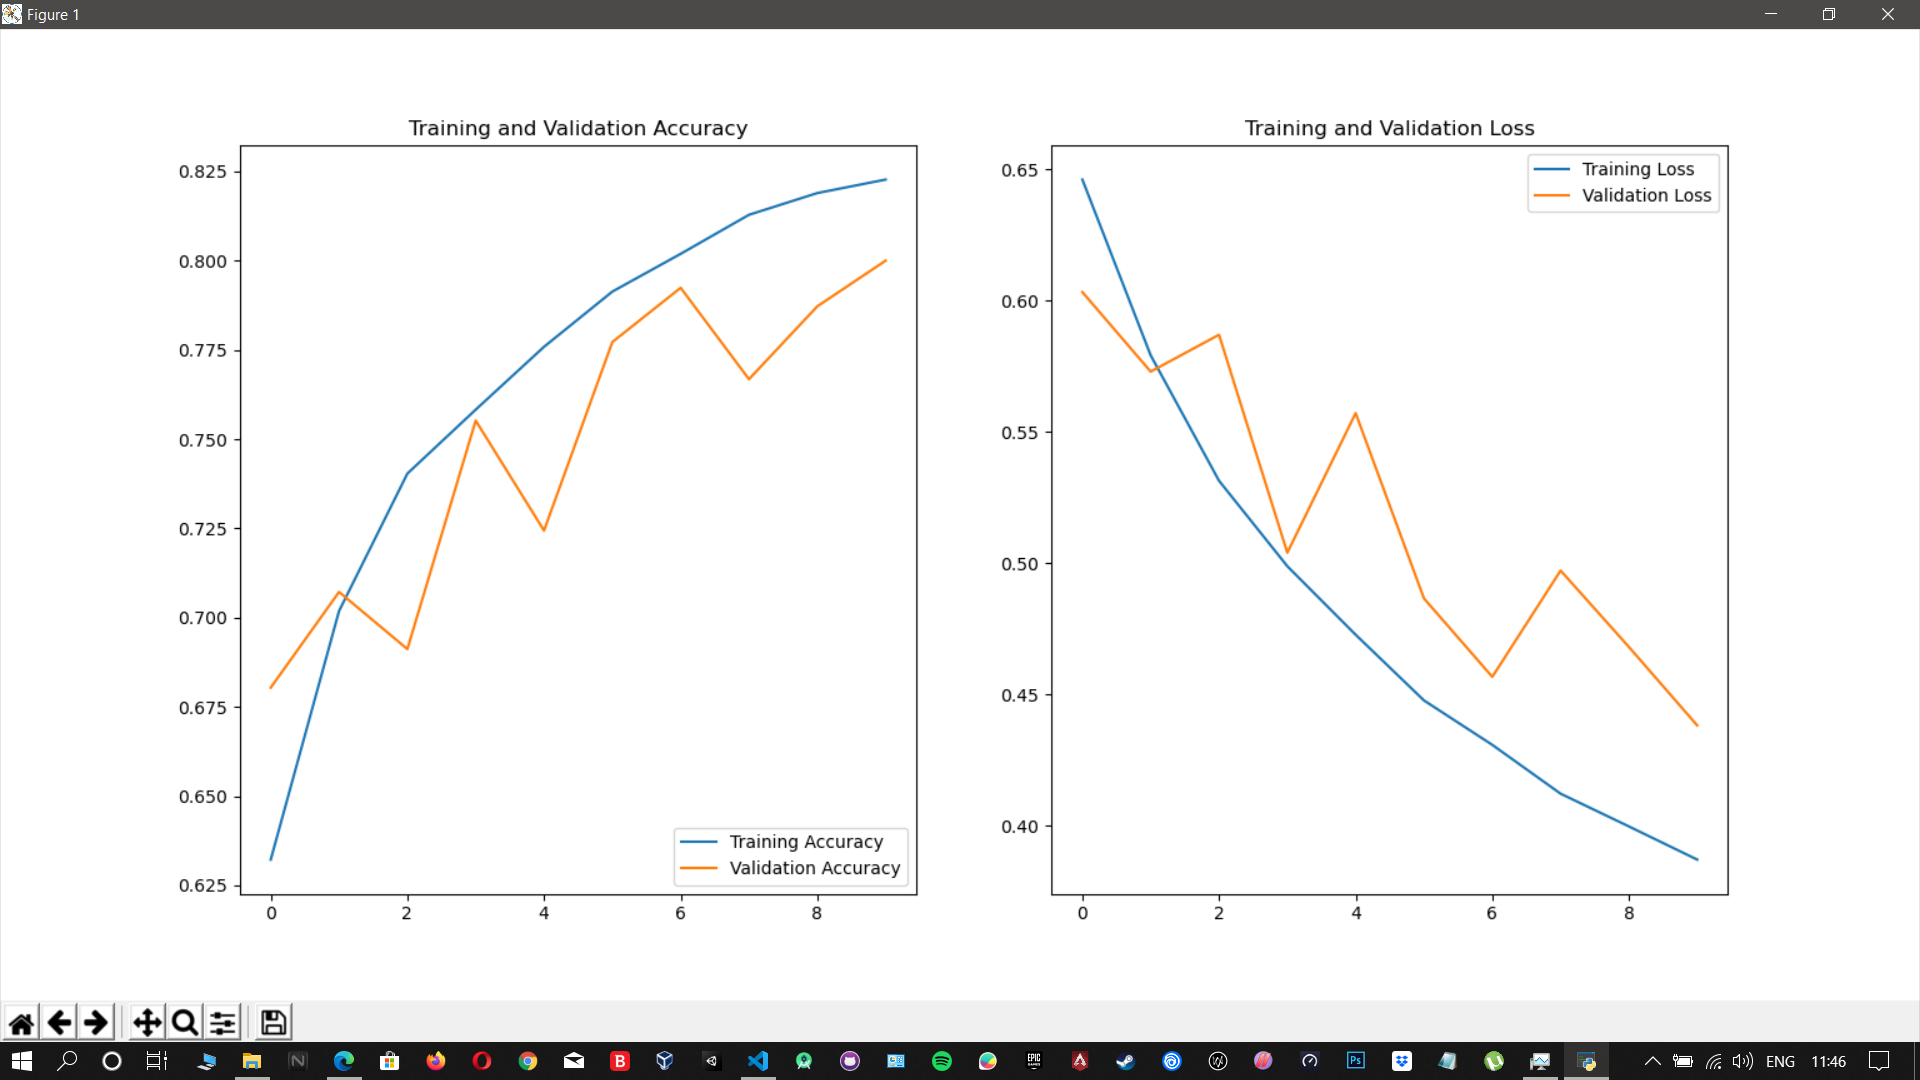 Figure 1
Training and Validation Accuracy
0.825
0.800
0.775
0.750
0.725
0.700
0.675
0.650
0.625
0 2 4 6 8
Training Accuracy
Validation Accuracy
Training and Validation Loss
0.65
0.60
0.55
0.50
0.45
0.40
0 2 4 6 8
Training Loss
Validation Loss
N B EPIC GAMES Ps ENG 11:46